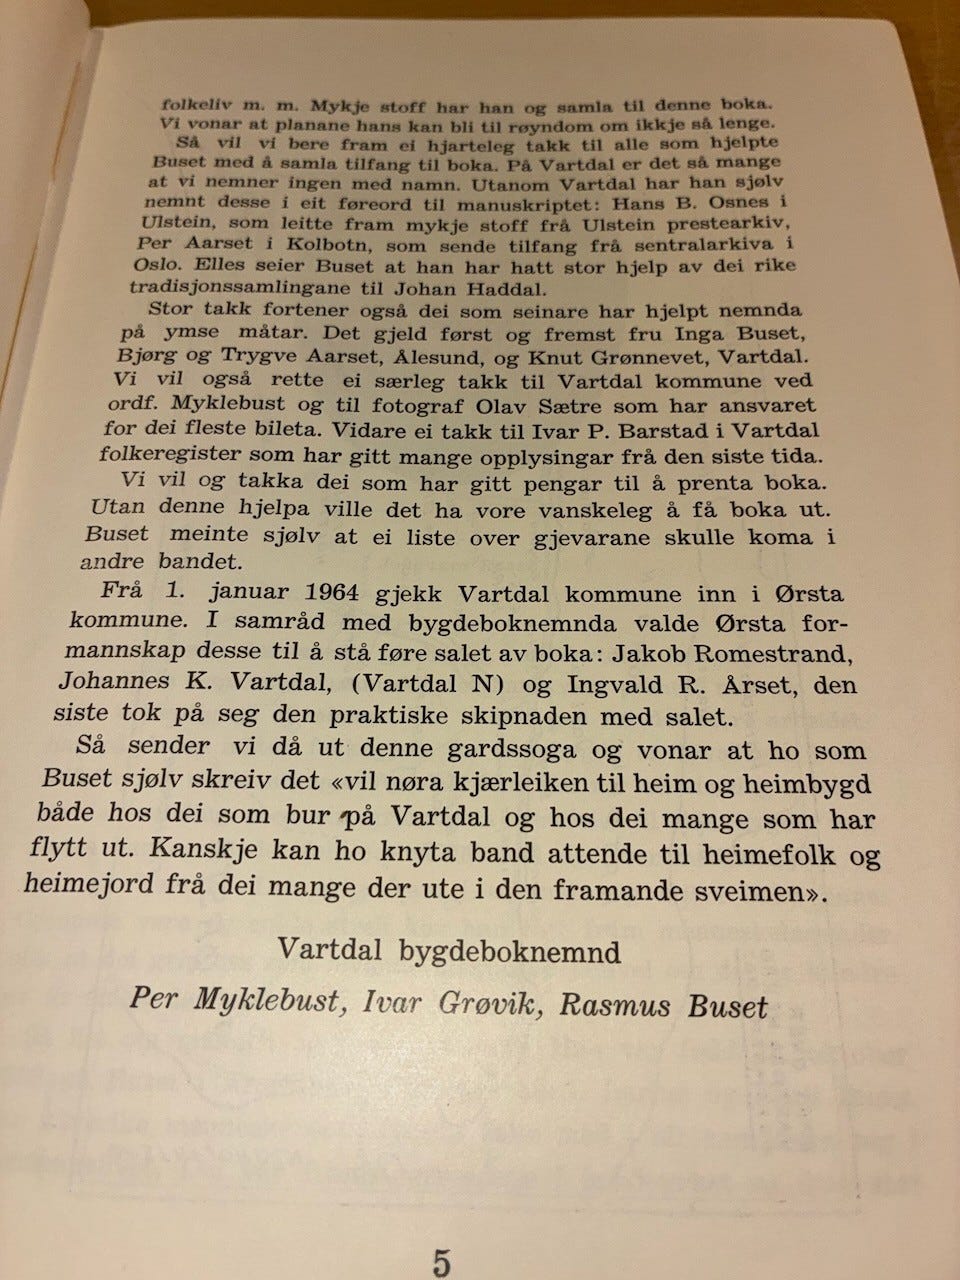 folkeliv m. m. Mykje stoff har han og samla til denne boka.
Vi vonar at planane hans kan bli til røyndom om ikkje så lenge.
Så vil vi bere fram ei hjarteleg takk til alle som hjelpte
Buset med å samla tilfang til boka. På Vartdal er det så mange
at vi nemner ingen med namn. Utanom Vartdal har han sjølv
nemnt desse i eit føreord til manuskriptet: Hans B. Osnes i
Ulstein, som leitte fram mykje stoff frå Ulstein prestearkiv,
Per Aarset i Kolbotn, som sende tilfang frå sentralarkiva i
Oslo. Elles seier Buset at han har hatt stor hjelp av dei rike
tradisjonssamlingane til Johan Haddal.
Stor takk fortener også dei som seinare har hjelpt nemnda
på ymse måtar. Det gjeld først og fremst fru Inga Buset,
Bjørg og Trygve Aarset, Ålesund, og Knut Grønnevet, Vartdal.
Vi vil også rette ei særleg takk til Vartdal kommune ved
ordf. Myklebust og til fotograf Olav Sætre som har ansvaret
for dei fleste bileta. Vidare ei takk til Ivar P. Barstad i Vartdal
folkeregister som har gitt mange opplysingar frå den siste tida.
Vi vil og takka dei som har gitt pengar til å prenta boka.
Utan denne hjelpa ville det ha vore vanskeleg å få boka ut.
Buset meinte sjølv at ei liste over gjevarane skulle koma i
andre bandet.
Frå 1. januar 1964 gjekk Vartdal kommune inn i Ørsta
kommune. I samråd med bygdeboknemnda valde Ørsta for-
mannskap desse til å stå føre salet av boka: Jakob Romestrand,
Johannes K. Vartdal, (Vartdal N) og Ingvald R. Årset, den
siste tok på seg den praktiske skipnaden med salet.
Så sender vi då ut denne gardssoga og vonar at ho som
Buset sjølv skreiv det «vil nøra kjærleiken til heim og heimbygd
både hos dei som bur på Vartdal og hos dei mange som har
flytt ut. Kanskje kan ho knyta band attende til heimefolk og
heimejord frå dei mange der ute i den framande sveimen».
Vartdal bygdeboknemnd
Per Myklebust, Ivar Grøvik, Rasmus Buset
5